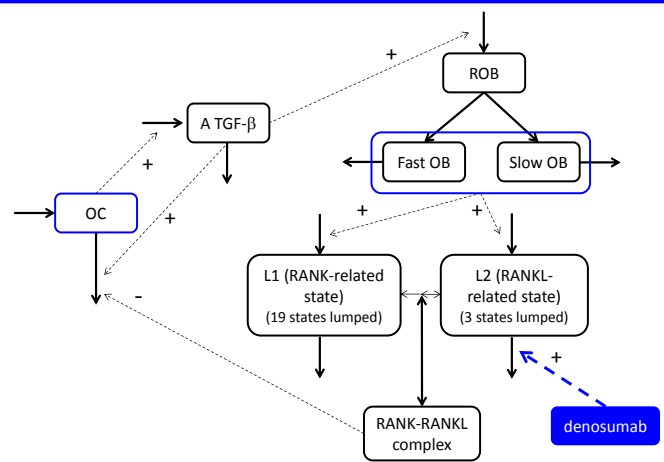 +
ROB
A TGF-β
Fast OB
Slow OB
+
OC
+
+
+
L1 (RANK-related
state)
(19 states lumped)
L2 (RANKL-
related state)
(3 states lumped)
-
+
RANK-RANKL
complex
denosumab